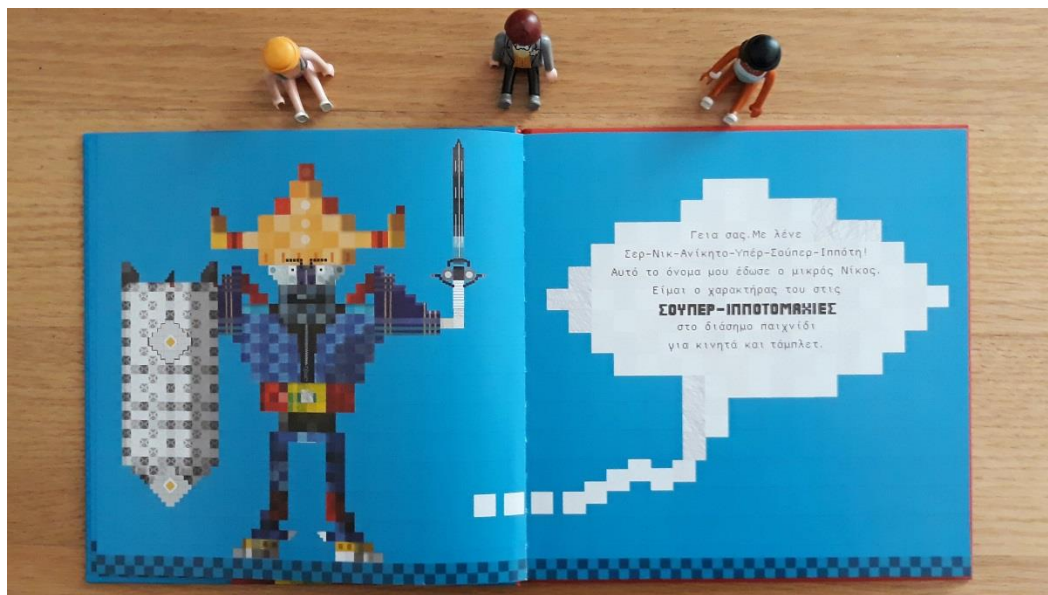 Γεια σας.Με λένε
Σερ-Νικ-Ανίκητο-Υπέρ-Σούπερ-Ιππότη!
Αυτό το όνομα μου έδωσε ο μικρός Νίκος.
Είμαι ο χαρακτήρας του στις
ΣΟΥΠΕΡ-ΙΠΠΟΤΟΜΑΧΙΕΣ
στο διάσημο παιχνίδι
για κινητά και τάμπλετ.